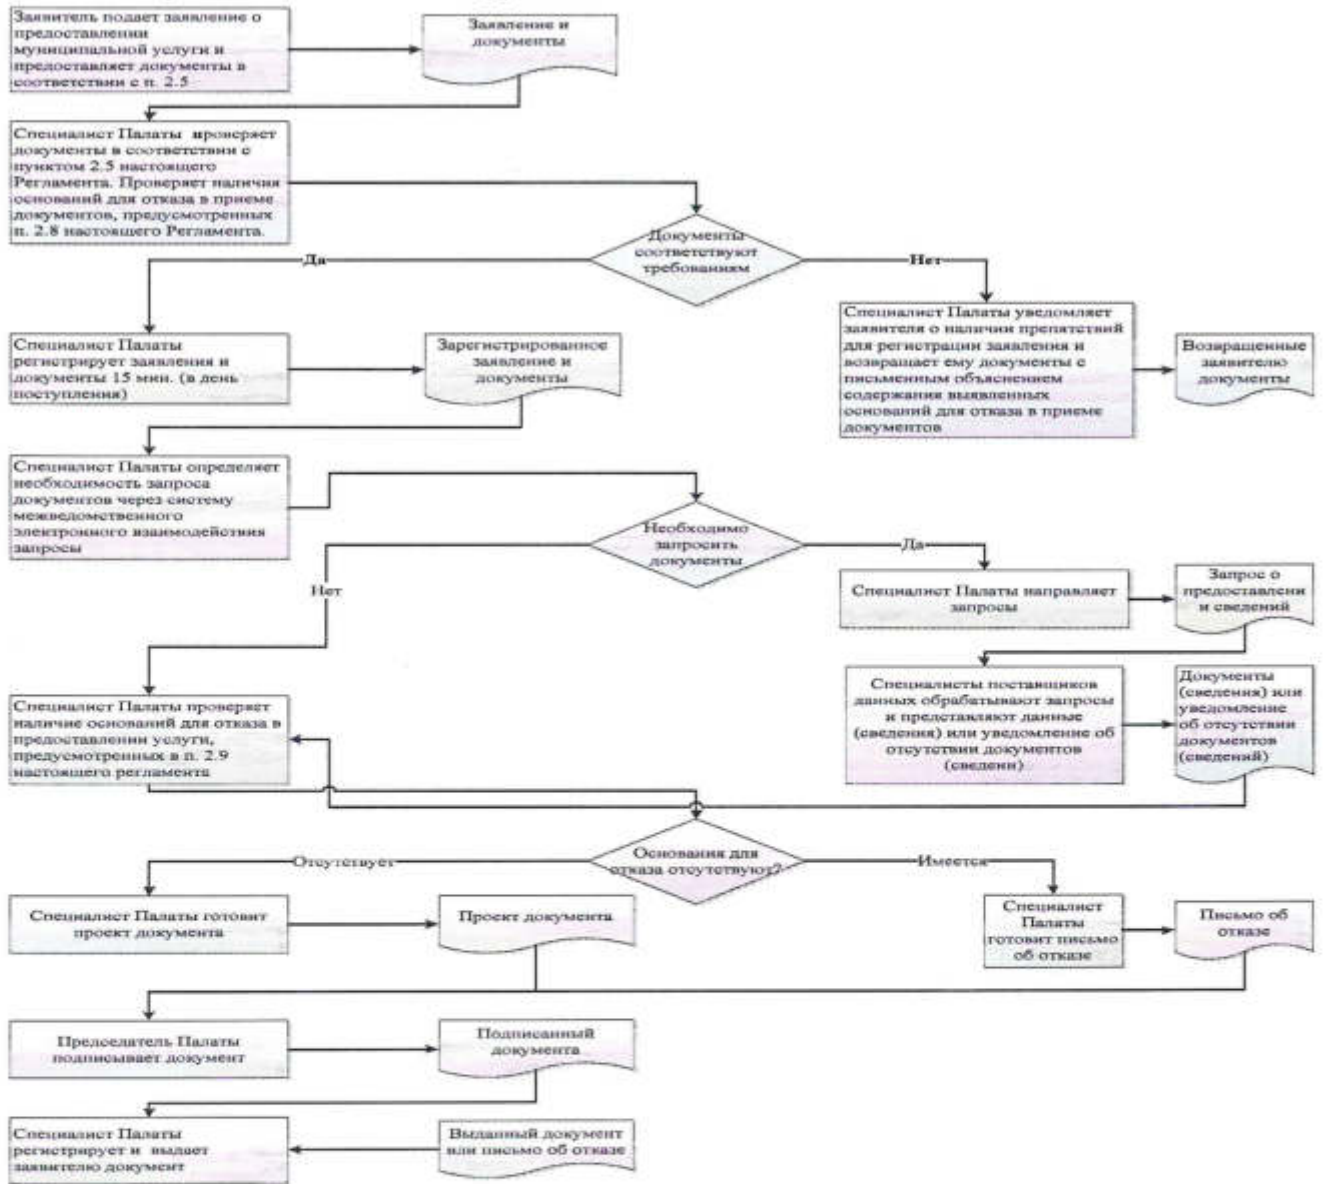 Заявитель подает заявление о
предоставлении
муниципальной услуги и
предоставляет документы в
соответствии с п. 2.5
Заявление и
документы
Специалист Палаты проверяет
документы в соответствии с
пунктом 2.5 настоящего
Регламента. Проверяет наличия
оснований для отказа в приеме
документов, предусмотренных
п. 2.8 настоящего Регламента.
Документы
соответствуют
требованиям
Да
Нет
Специалист Палаты
регистрирует заявления и
документы 15 мин. (в день
поступления)
Зарегистрированное
заявление и
документы
Специалист Палаты уведомляет
заявителя о наличии препятствий
для регистрации заявления и
возвращает ему документы с
письменным объяснением
содержания выявленных
оснований для отказа в приеме
документов
Возвращенные
заявителю
документы
Специалист Палаты определяет
необходимость запроса
документов через систему
межведомственного
электронного взаимодействия
запросы
Необходимо
запросить
документы
Нет
Да
Специалист Палаты направляет
запросы
Запрос о
предоставлени
и сведений
Специалисты поставщиков
данных обрабатывают запросы
и представляют данные
(сведения) или уведомление об
отсутствии документов
(сведени)
Документы
(сведения) или
уведомление
об отсутствии
документов
(сведений)
Специалист Палаты проверяет
наличие оснований для отказа в
предоставлении услуги,
предусмотренных в п. 2.9
настоящего регламента
Основания для
отказа отсутствуют?
Отсутствует
Имеется
Специалист Палаты готовит
проект документа
Проект документа
Специалист
Палаты
готовит письмо
об отказе
Письмо об
отказе
Председатель Палаты
подписывает документ
Подписанный
документа
Специалист Палаты
регистрирует и выдает
заявителю документ
Выданный документ
или письмо об отказе